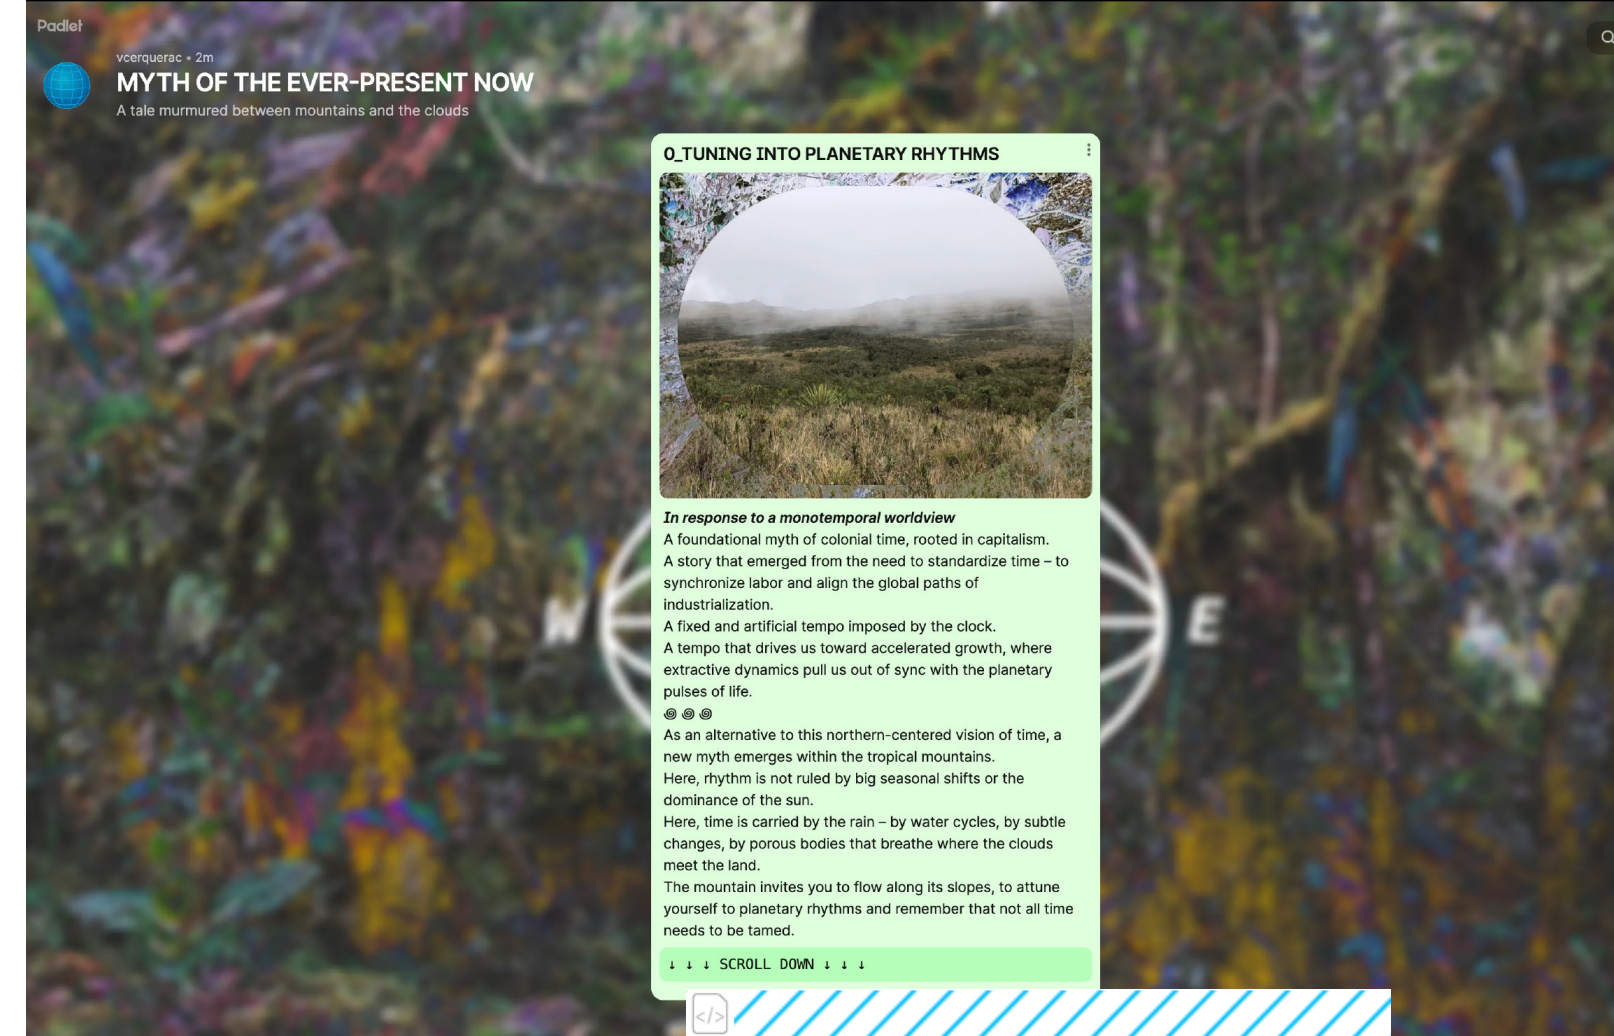 Padlet
vcerquerac • 2m
MYTH OF THE EVER-PRESENT NOW
A tale murmured between mountains and the clouds
0_TUNING INTO PLANETARY RHYTHMS
In response to a monotemporal worldview
A foundational myth of colonial time, rooted in capitalism.
A story that emerged from the need to standardize time – to
synchronize labor and align the global paths of
industrialization.
A fixed and artificial tempo imposed by the clock.
A tempo that drives us toward accelerated growth, where
extractive dynamics pull us out of sync with the planetary
pulses of life.
꩜ ꩜ ꩜
As an alternative to this northern-centered vision of time, a
new myth emerges within the tropical mountains.
Here, rhythm is not ruled by big seasonal shifts or the
dominance of the sun.
Here, time is carried by the rain – by water cycles, by subtle
changes, by porous bodies that breathe where the clouds
meet the land.
The mountain invites you to flow along its slopes, to attune
yourself to planetary rhythms and remember that not all time
needs to be tamed.
↓ ↓ ↓ SCROLL DOWN ↓ ↓ ↓
W
E
</>